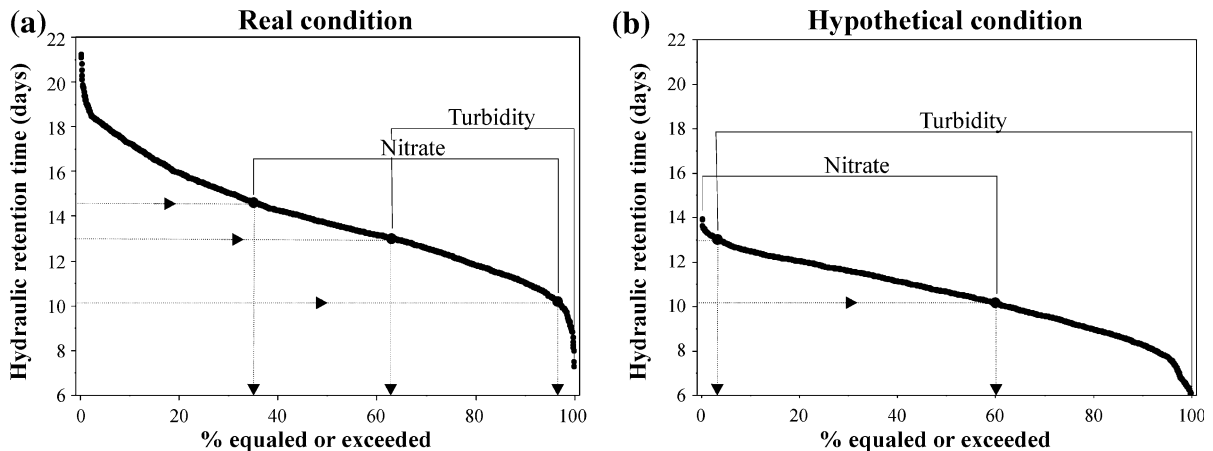 (a) Real condition
Hydraulic retention time (days)
22
20
18
16
14
12
10
8
6
Turbidity
Nitrate
0 20 40 60 80 100
% equaled or exceeded
(b) Hypothetical condition
Hydraulic retention time (days)
22
20
18
16
14
12
10
8
6
Turbidity
Nitrate
0 20 40 60 80 100
% equaled or exceeded